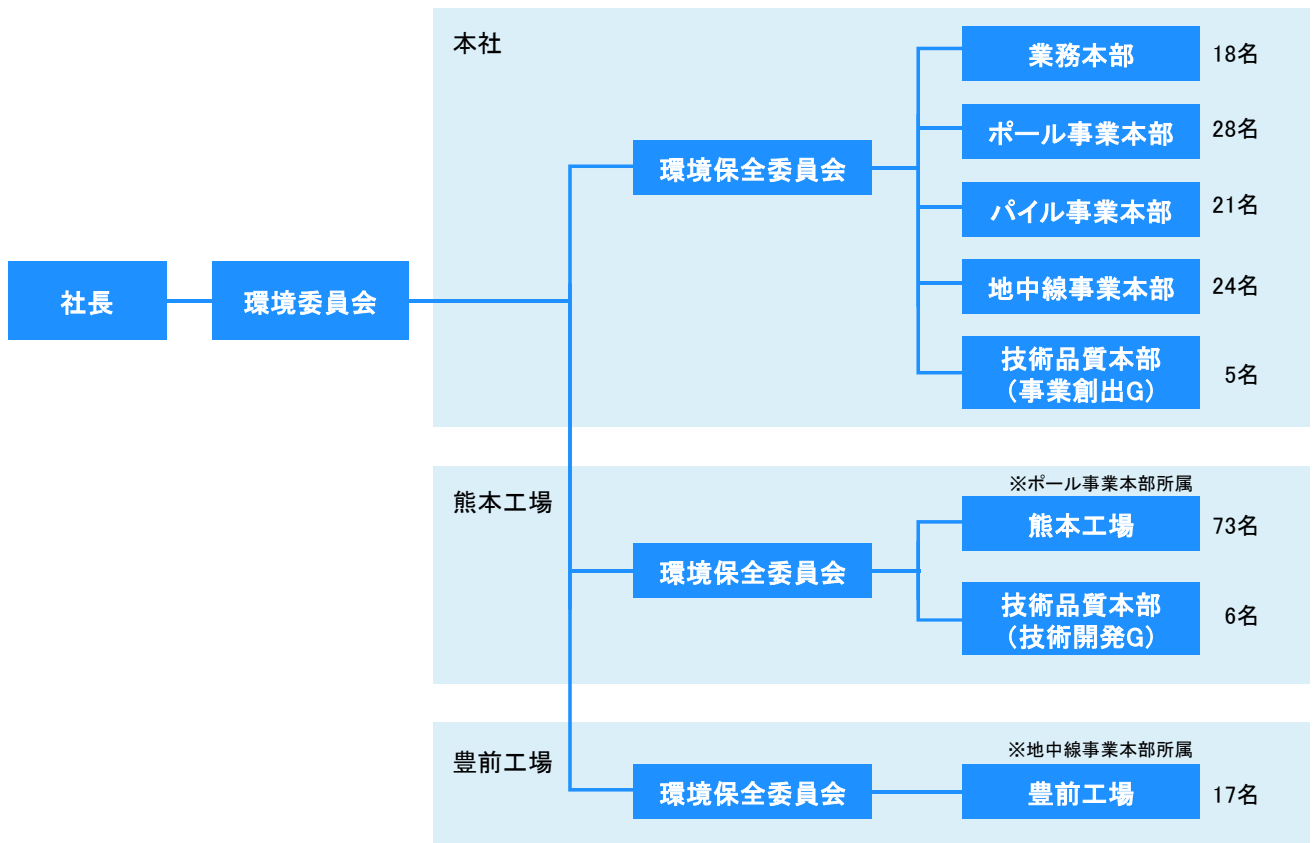 社長
環境委員会
本社
環境保全委員会
業務本部
18名
ポール事業本部
28名
パイル事業本部
21名
地中線事業本部
24名
技術品質本部
（事業創出G）
5名
熊本工場
環境保全委員会
※ポール事業本部所属
熊本工場
73名
技術品質本部
（技術開発G）
6名
豊前工場
環境保全委員会
※地中線事業本部所属
豊前工場
17名